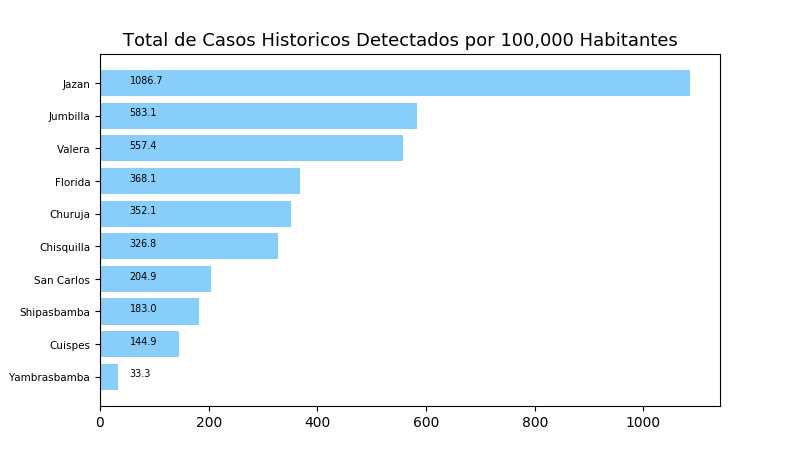 Total de Casos Historicos Detectados por 100,000 Habitantes
Jazan 1086.7
Jumbilla 583.1
Valera 557.4
Florida 368.1
Churuja 352.1
Chisquilla 326.8
San Carlos 204.9
Shipasbamba 183.0
Cuispes 144.9
Yambrasbamba 33.3
0 200 400 600 800 1000